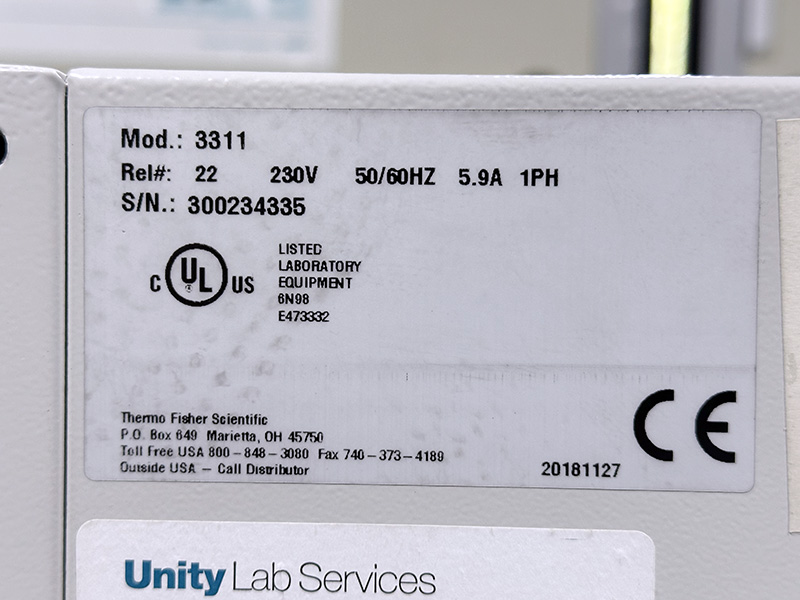 Mod.: 3311
Rel#: 22 230V 50/60HZ 5.9A 1PH
S/N.: 300234335
C UL US
LISTED
LABORATORY
EQUIPMENT
6N98
E473332
Thermo Fisher Scientific
P.O. Box 649 Marietta, OH 45750
Toll Free USA 800-848-3080 Fax 740-373-4189
Outside USA - Call Distributor
20181127
CE
Unity Lab Services